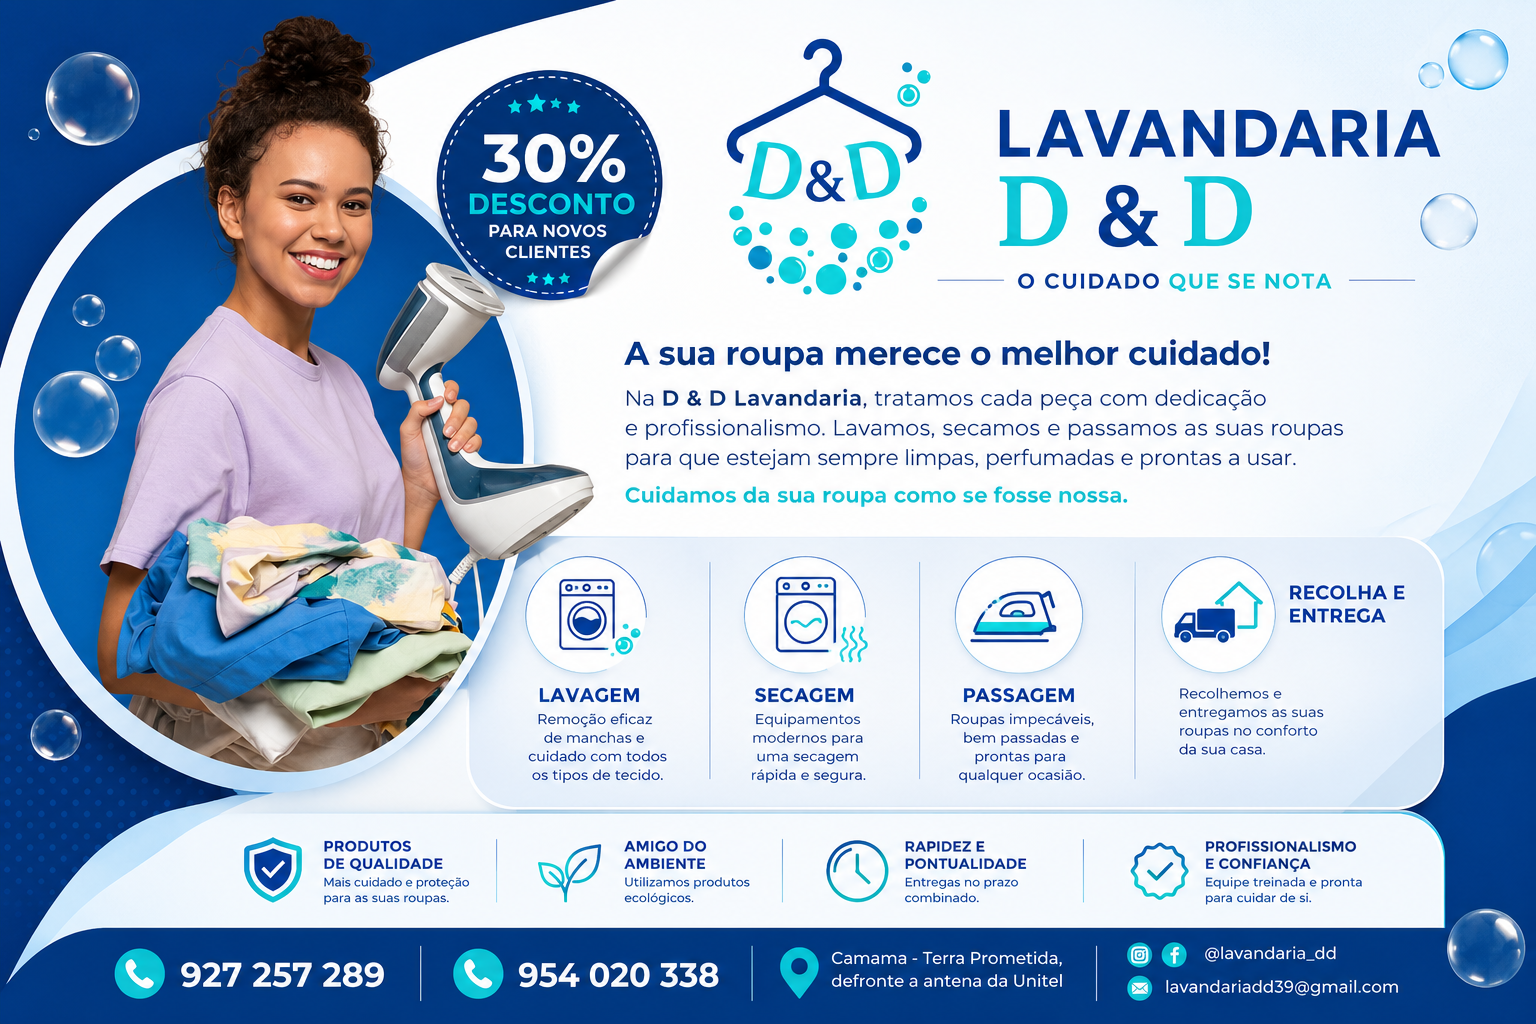 30%
DESCONTO
PARA NOVOS
CLIENTES
D&D
LAVANDARIA
D & D
O CUIDADO QUE SE NOTA
A sua roupa merece o melhor cuidado!
Na D & D Lavandaria, tratamos cada peça com dedicação
e profissionalismo. Lavamos, secamos e passamos as suas roupas
para que estejam sempre limpas, perfumadas e prontas a usar.
Cuidamos da sua roupa como se fosse nossa.
LAVAGEM
Remoção eficaz
de manchas e
cuidado com todos
os tipos de tecido.
SECAGEM
Equipamentos
modernos para
uma secagem
rápida e segura.
PASSAGEM
Roupas impecáveis,
bem passadas e
prontas para
qualquer ocasião.
RECOLHA E
ENTREGA
Recolhemos e
entregamos as suas
roupas no conforto
da sua casa.
PRODUTOS
DE QUALIDADE
Mais cuidado e proteção
para as suas roupas.
AMIGO DO
AMBIENTE
Utilizamos produtos
ecológicos.
RAPIDEZ E
PONTUALIDADE
Entregas no prazo
combinado.
PROFISSIONALISMO
E CONFIANÇA
Equipe treinada e pronta
para cuidar de si.
927 257 289
954 020 338
Camama - Terra Prometida,
defronte a antena da Unitel
@lavandaria_dd
lavandariadd39@gmail.com